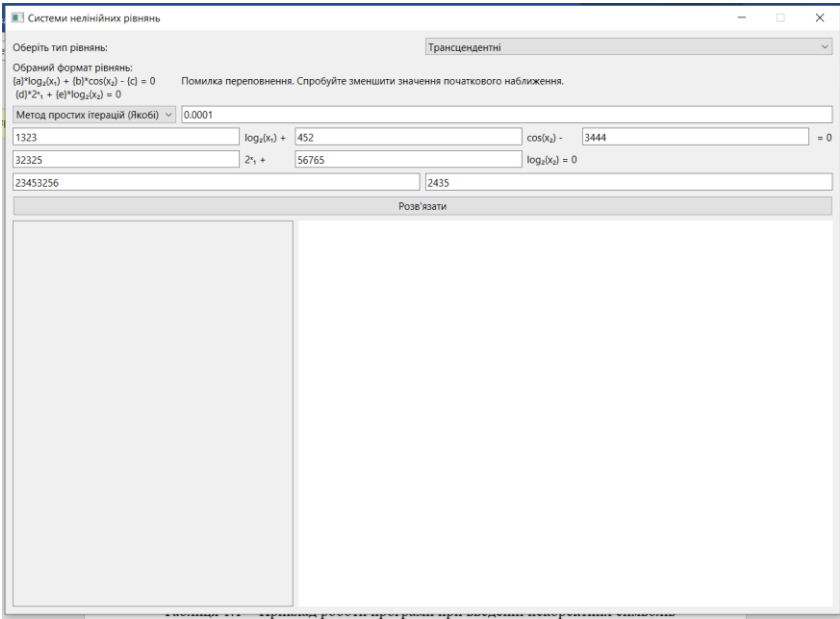 Системи нелінійних рівнянь
Оберіть тип рівнянь: Трансцендентні
Обраний формат рівнянь:
{a}*log₂(x₁) + {b}*cos(x₂) - {c} = 0 Помилка переповнення. Спробуйте зменшити значення початкового наближення.
{d}*2ˣ₁ + {e}*log₂(x₂) = 0
Метод простих ітерацій (Якобі) 0.0001
1323 log₂(x₁) + 452 cos(x₂) - 3444 = 0
32325 2ˣ₁ + 56765 log₂(x₂) = 0
23453256 2435
Розв'язати